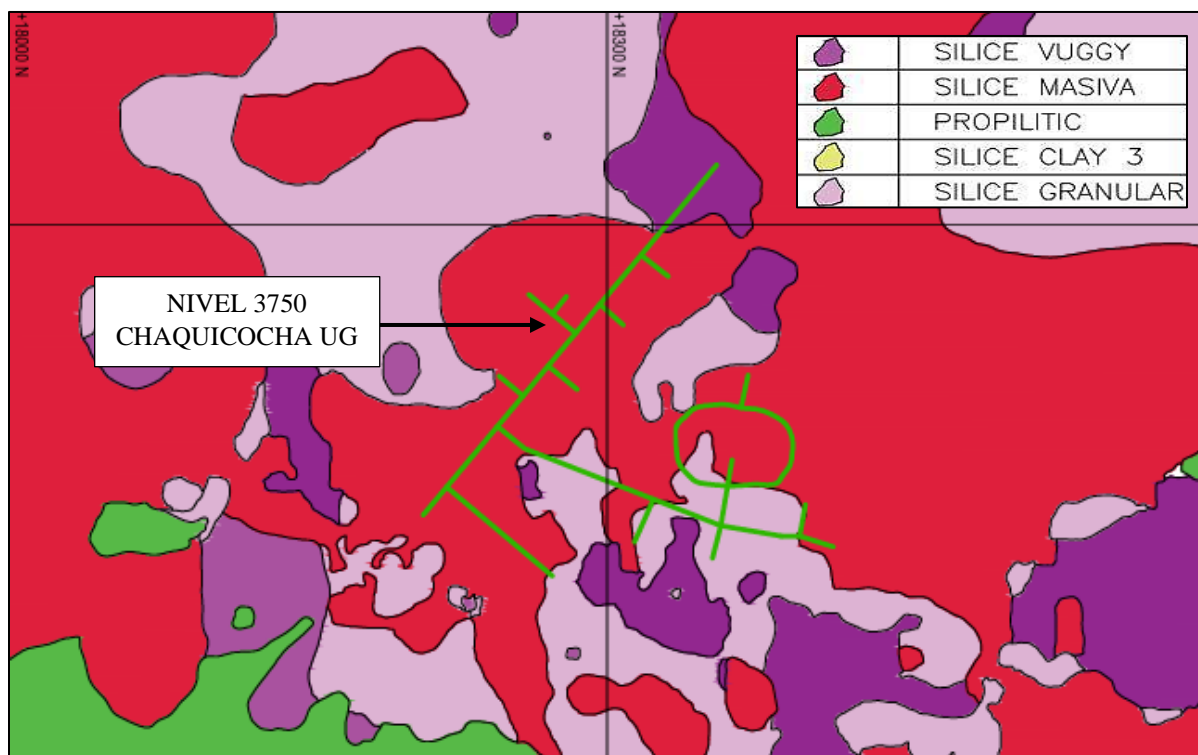 +18000 N
+18300 N
SILICE VUGGY
SILICE MASIVA
PROPILITIC
SILICE CLAY 3
SILICE GRANULAR
NIVEL 3750
CHAQUICOCHA UG